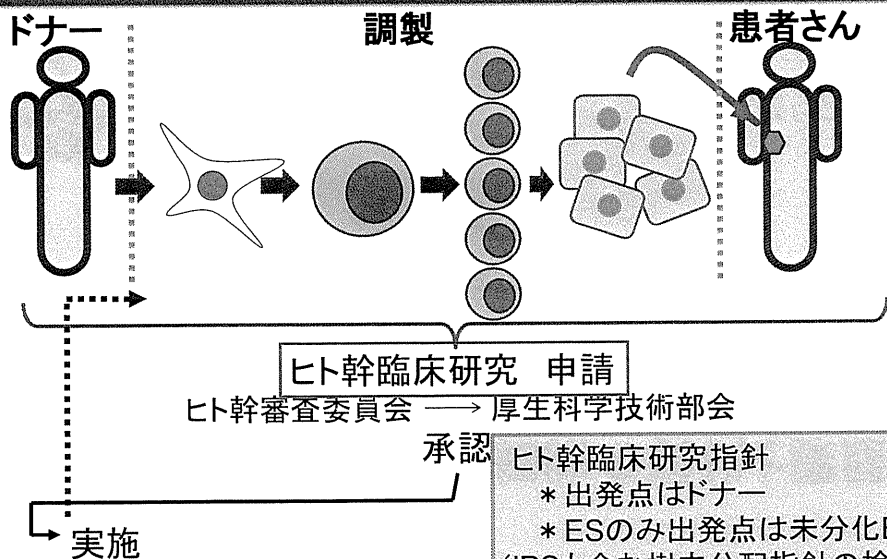 ドナー
調製
患者さん
ヒト幹臨床研究 申請
ヒト幹審査委員会 → 厚生科学技術部会
承認
実施
ヒト幹臨床研究指針
＊出発点はドナー
＊ESのみ出発点は未分化